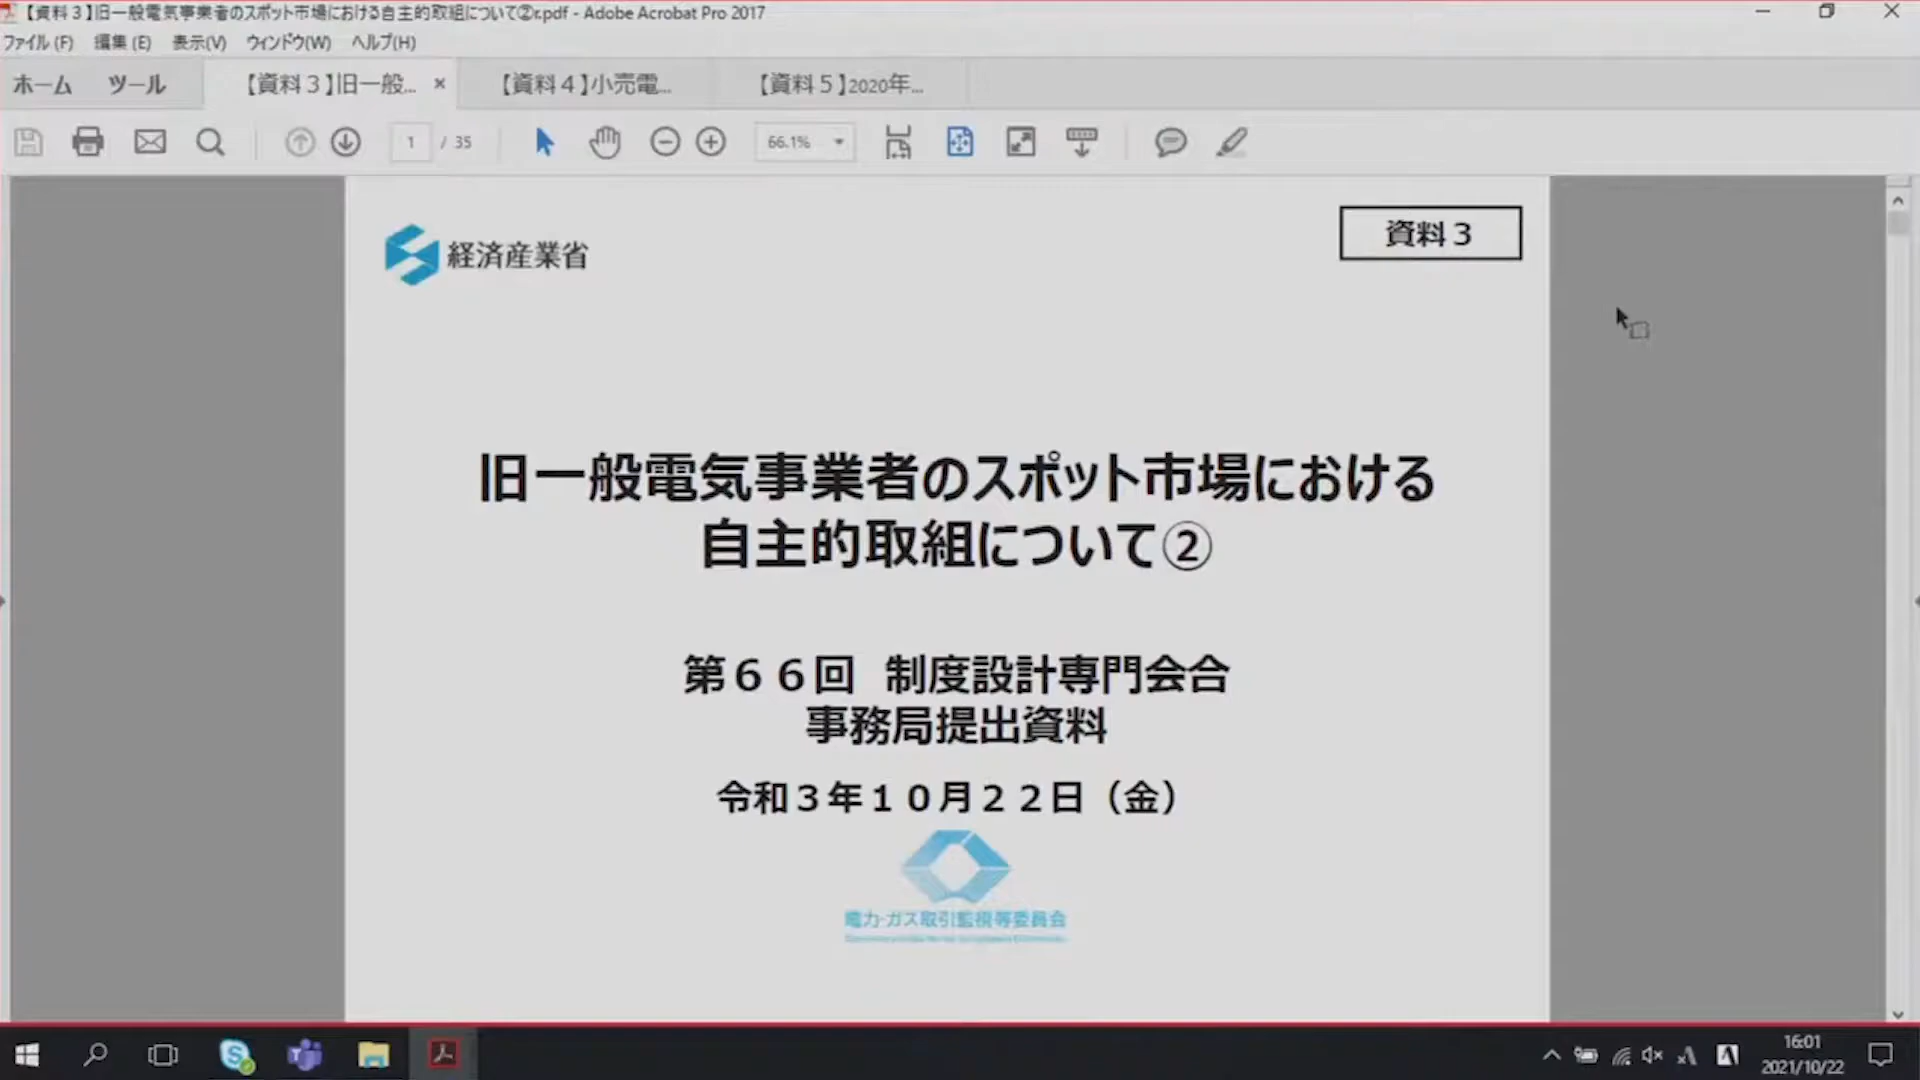 【資料３】旧一般電気事業者のスポット市場における自主的取組について②r.pdf - Adobe Acrobat Pro 2017
ファイル(F) 編集(E) 表示(V) ウィンドウ(W) ヘルプ(H)
ホーム ツール 【資料３】旧一般... × 【資料４】小売電... 【資料５】2020年...
1 / 35 66.1%
経済産業省
資料３
旧一般電気事業者のスポット市場における
自主的取組について②
第６６回 制度設計専門会合
事務局提出資料
令和３年１０月２２日（金）
電力・ガス取引監視等委員会
16:01
2021/10/22